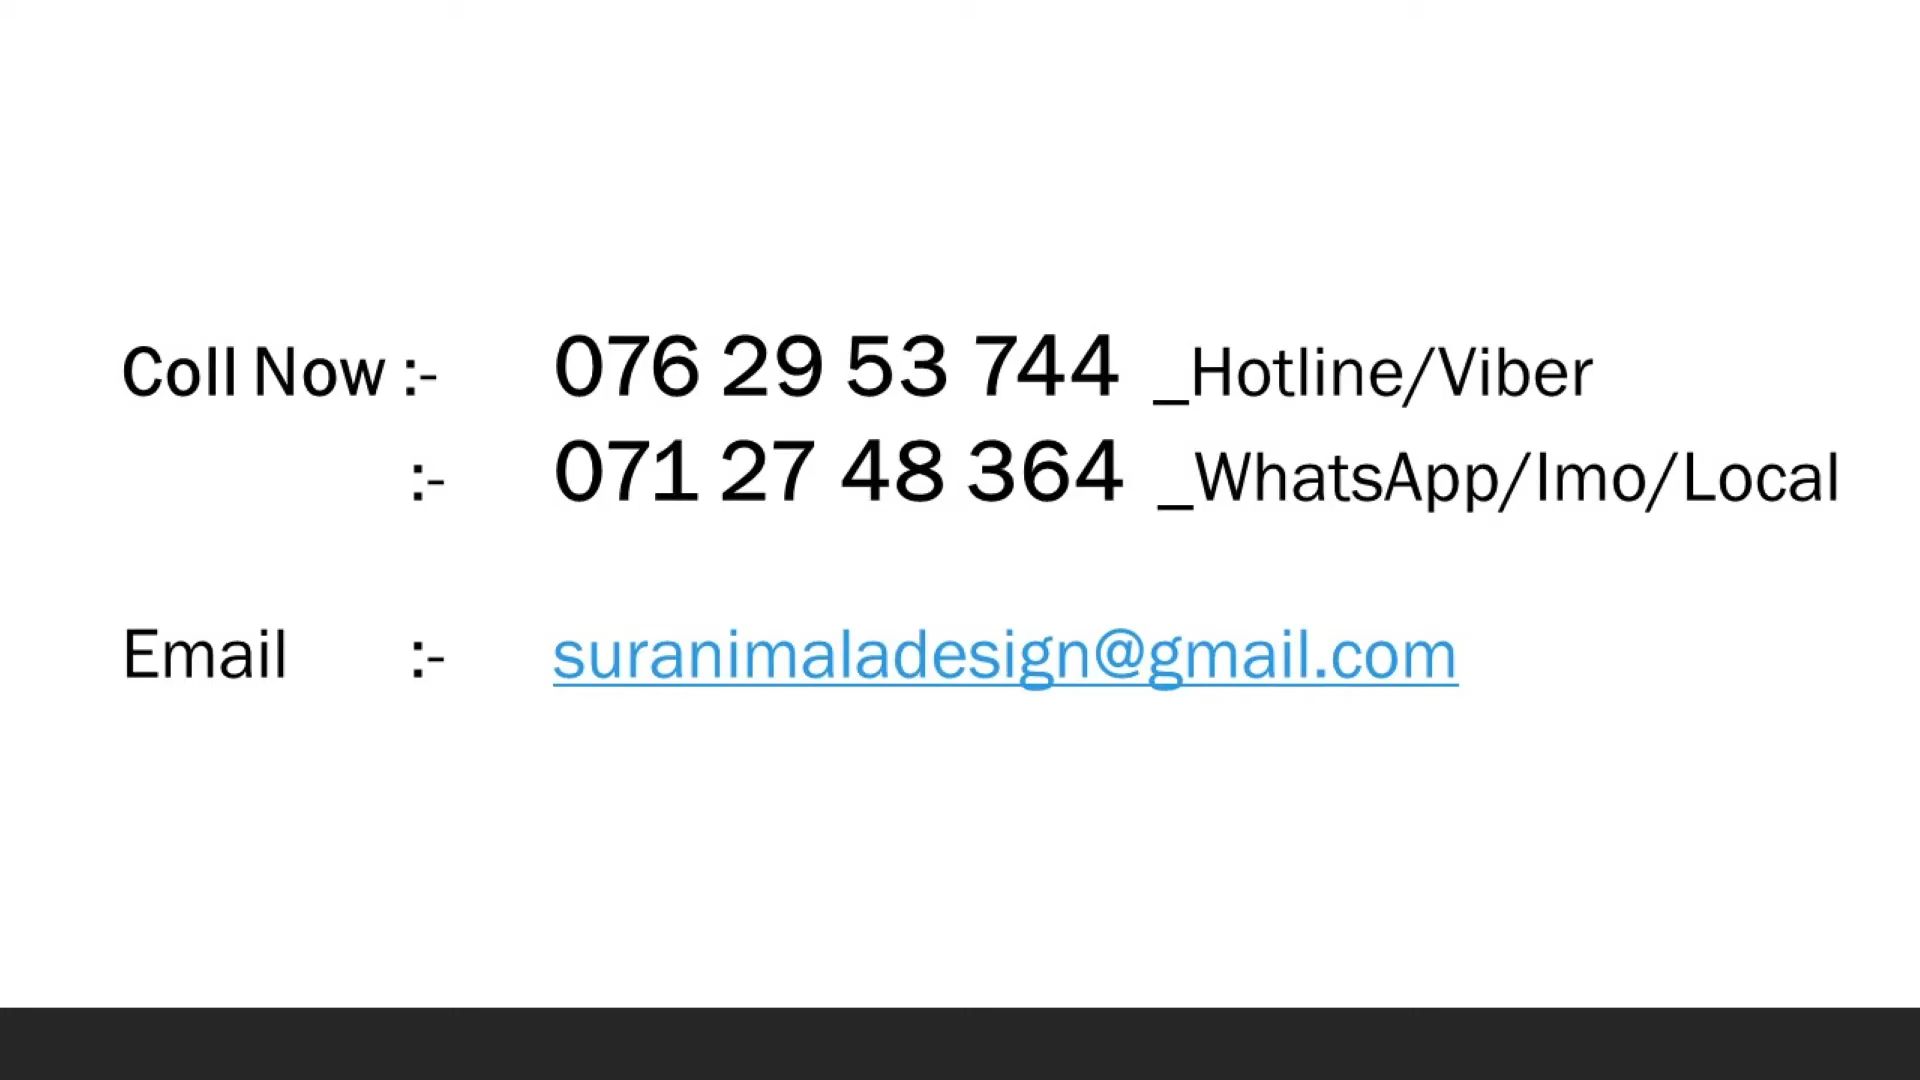 Coll Now :- 076 29 53 744 _Hotline/Viber
:- 071 27 48 364 _WhatsApp/Imo/Local
Email :- suranimaladesign@gmail.com